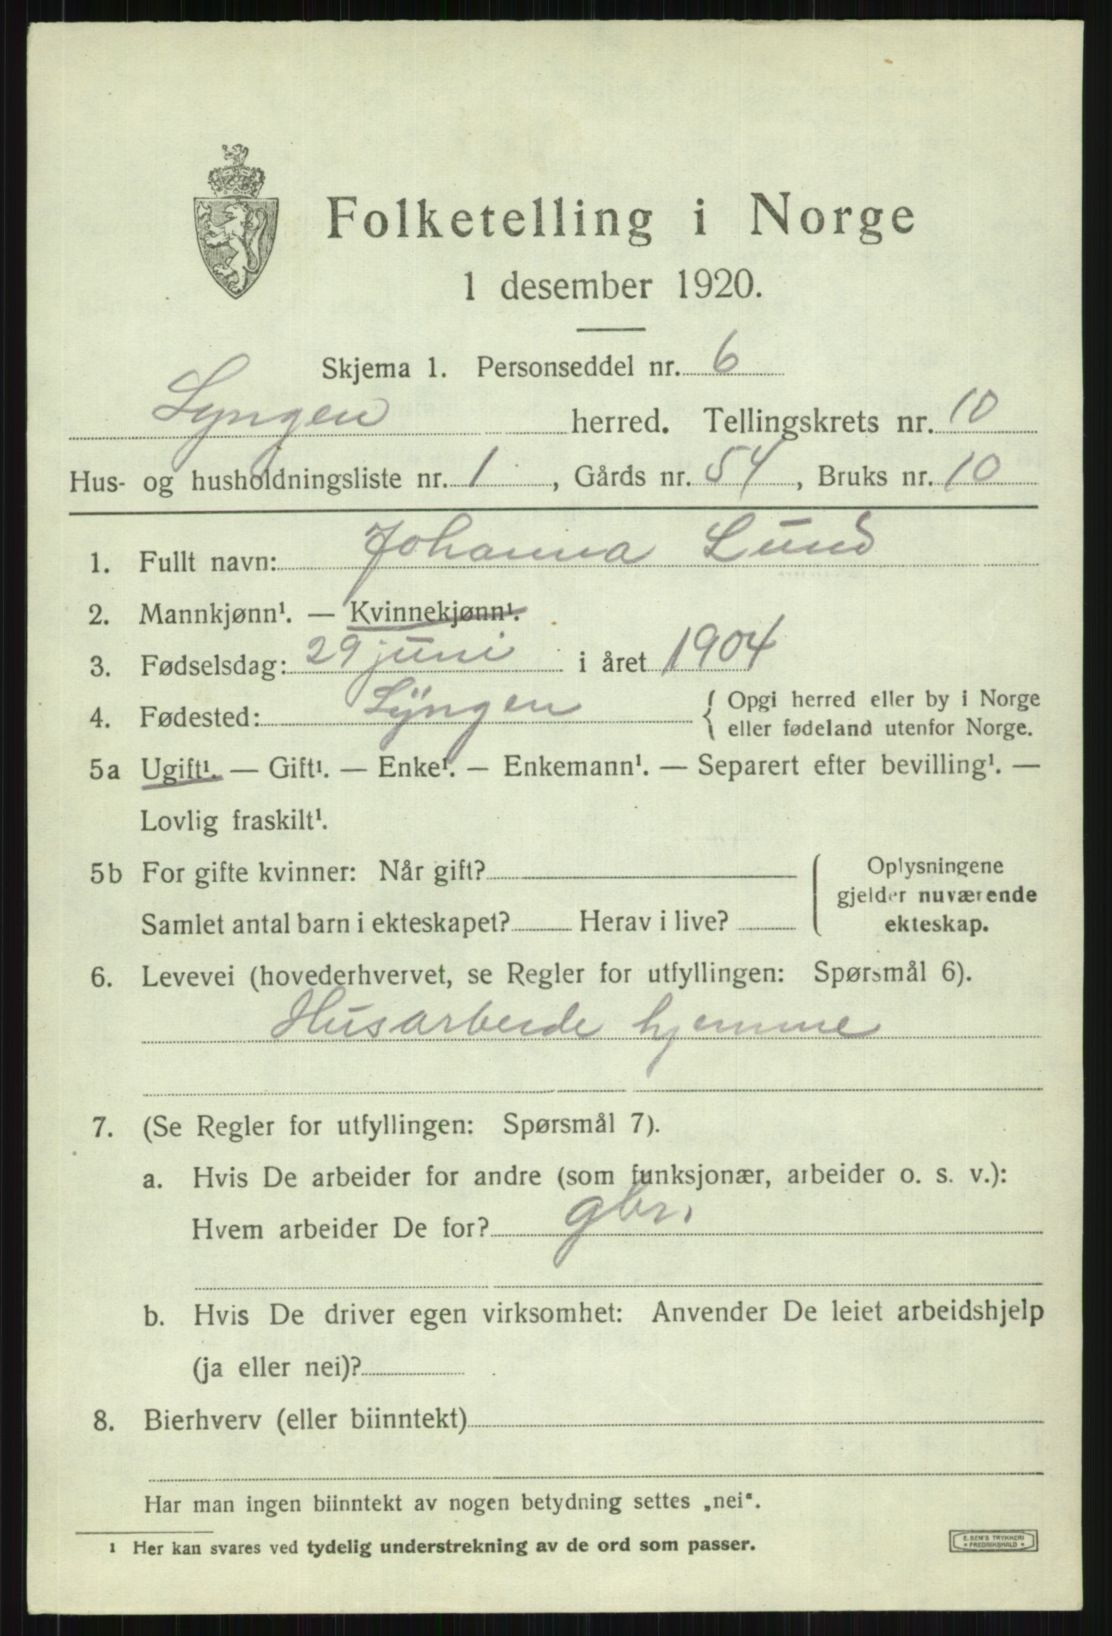 Folketelling i Norge
1 desember 1920.
Skjema 1. Personseddel nr. 6
Lyngen herred. Tellingskrets nr. 10
Hus- og husholdningsliste nr. 1, Gårds nr. 54, Bruks nr. 10
1. Fullt navn: Johanna Lund
2. Mannkjønn¹. — Kvinnekjønn¹.
3. Fødselsdag: 29 juni i året 1904
4. Fødested: Lyngen { Opgi herred eller by i Norge
eller fødeland utenfor Norge.
5a Ugift¹. — Gift¹. — Enke¹. — Enkemann¹. — Separert efter bevilling¹. —
Lovlig fraskilt¹.
5b For gifte kvinner: Når gift?
Samlet antal barn i ekteskapet? Herav i live?
Oplysningene
gjelder nuværende
ekteskap.
6. Levevei (hovederhvervet, se Regler for utfyllingen: Spørsmål 6).
Husarbeide hjemme
7. (Se Regler for utfyllingen: Spørsmål 7).
a. Hvis De arbeider for andre (som funksjonær, arbeider o. s. v.):
Hvem arbeider De for? gbr.
b. Hvis De driver egen virksomhet: Anvender De leiet arbeidshjelp
(ja eller nei)?
8. Bierhverv (eller biinntekt)
Har man ingen biinntekt av nogen betydning settes „nei“.
¹ Her kan svares ved tydelig understrekning av de ord som passer.
E. SEM'S TRYKKERI
• FREDRIKSHALD •